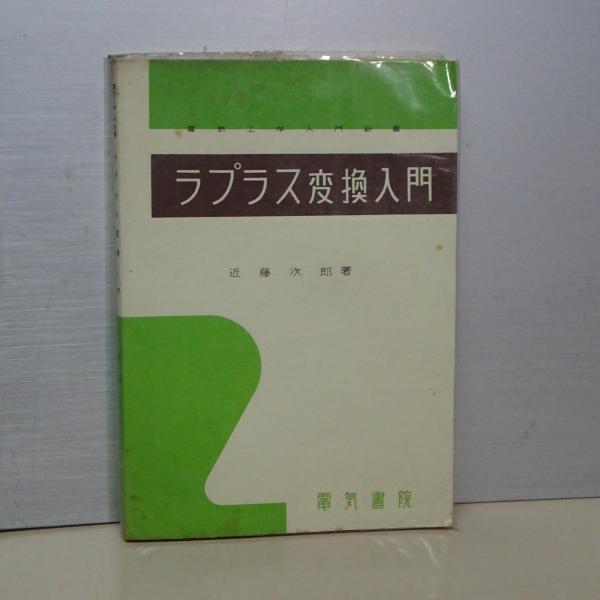 電気工学入門新書
ラプラス変換入門
近藤次郎著
電気書院